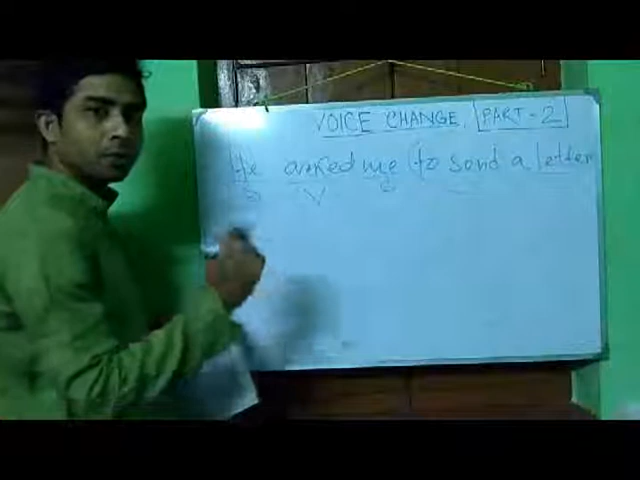 VOICE CHANGE. PART-2
He asked me (to send a letter
S V O